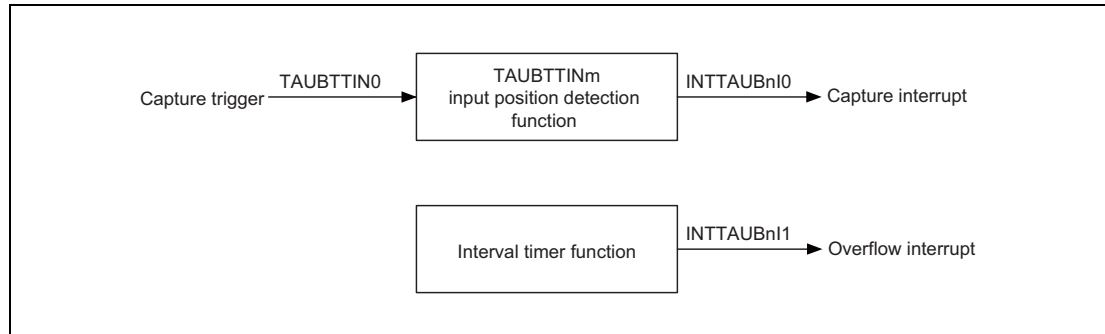 Capture trigger
TAUBTTIN0
TAUBTTINm
input position detection
function
INTTAUBnI0
Capture interrupt
Interval timer function
INTTAUBnI1
Overflow interrupt